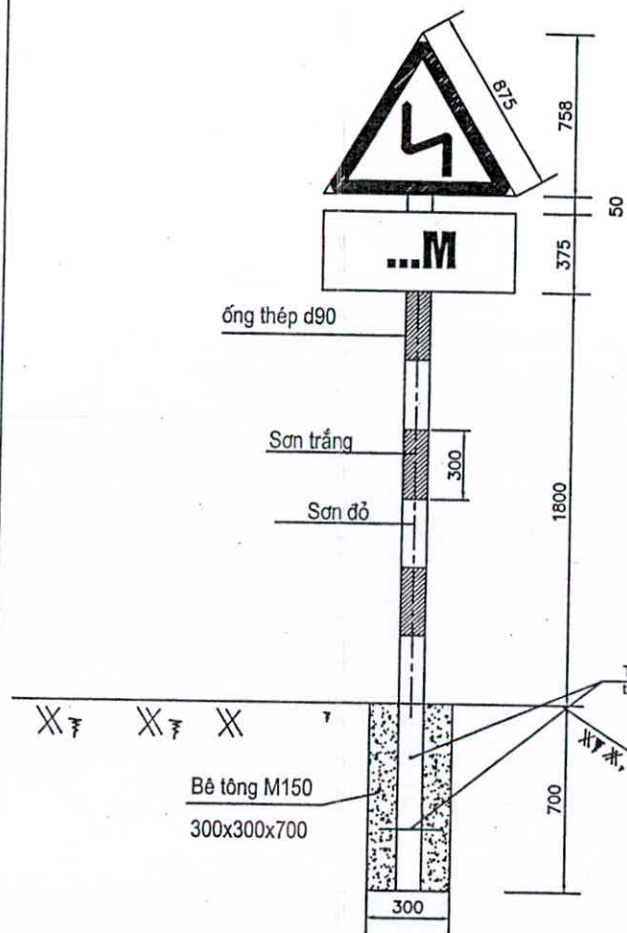 875
758
50
...M
375
ống thép d90
Sơn trắng
300
Sơn đỏ
1800
Bê tông M150
300x300x700
700
300